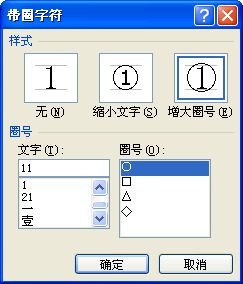 带圈字符
样式
1 ① ①
无(N) 缩小文字(S) 增大圈号(E)
圈号
文字(T): 圈号(O):
11 ○
1 □
21 △
一 ◇
壹
确定 取消